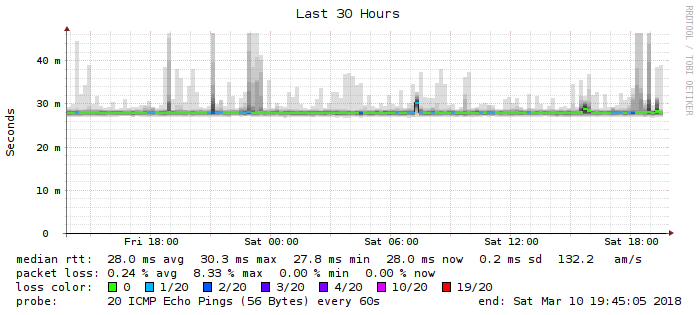 Last 30 Hours
RRDTOOL / TOBI OETIKER
Seconds
40 m
30 m
20 m
10 m
0
Fri 18:00 Sat 00:00 Sat 06:00 Sat 12:00 Sat 18:00
median rtt: 28.0 ms avg 30.3 ms max 27.8 ms min 28.0 ms now 0.2 ms sd 132.2 am/s
packet loss: 0.24 % avg 8.33 % max 0.00 % min 0.00 % now
loss color: 0 1/20 2/20 3/20 4/20 10/20 19/20
probe: 20 ICMP Echo Pings (56 Bytes) every 60s end: Sat Mar 10 19:45:05 2018